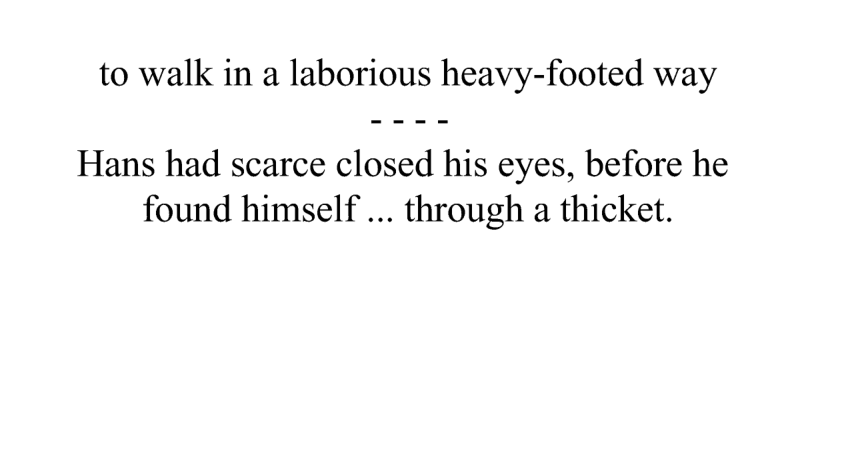 to walk in a laborious heavy-footed way
- - - -
Hans had scarce closed his eyes, before he
found himself ... through a thicket.